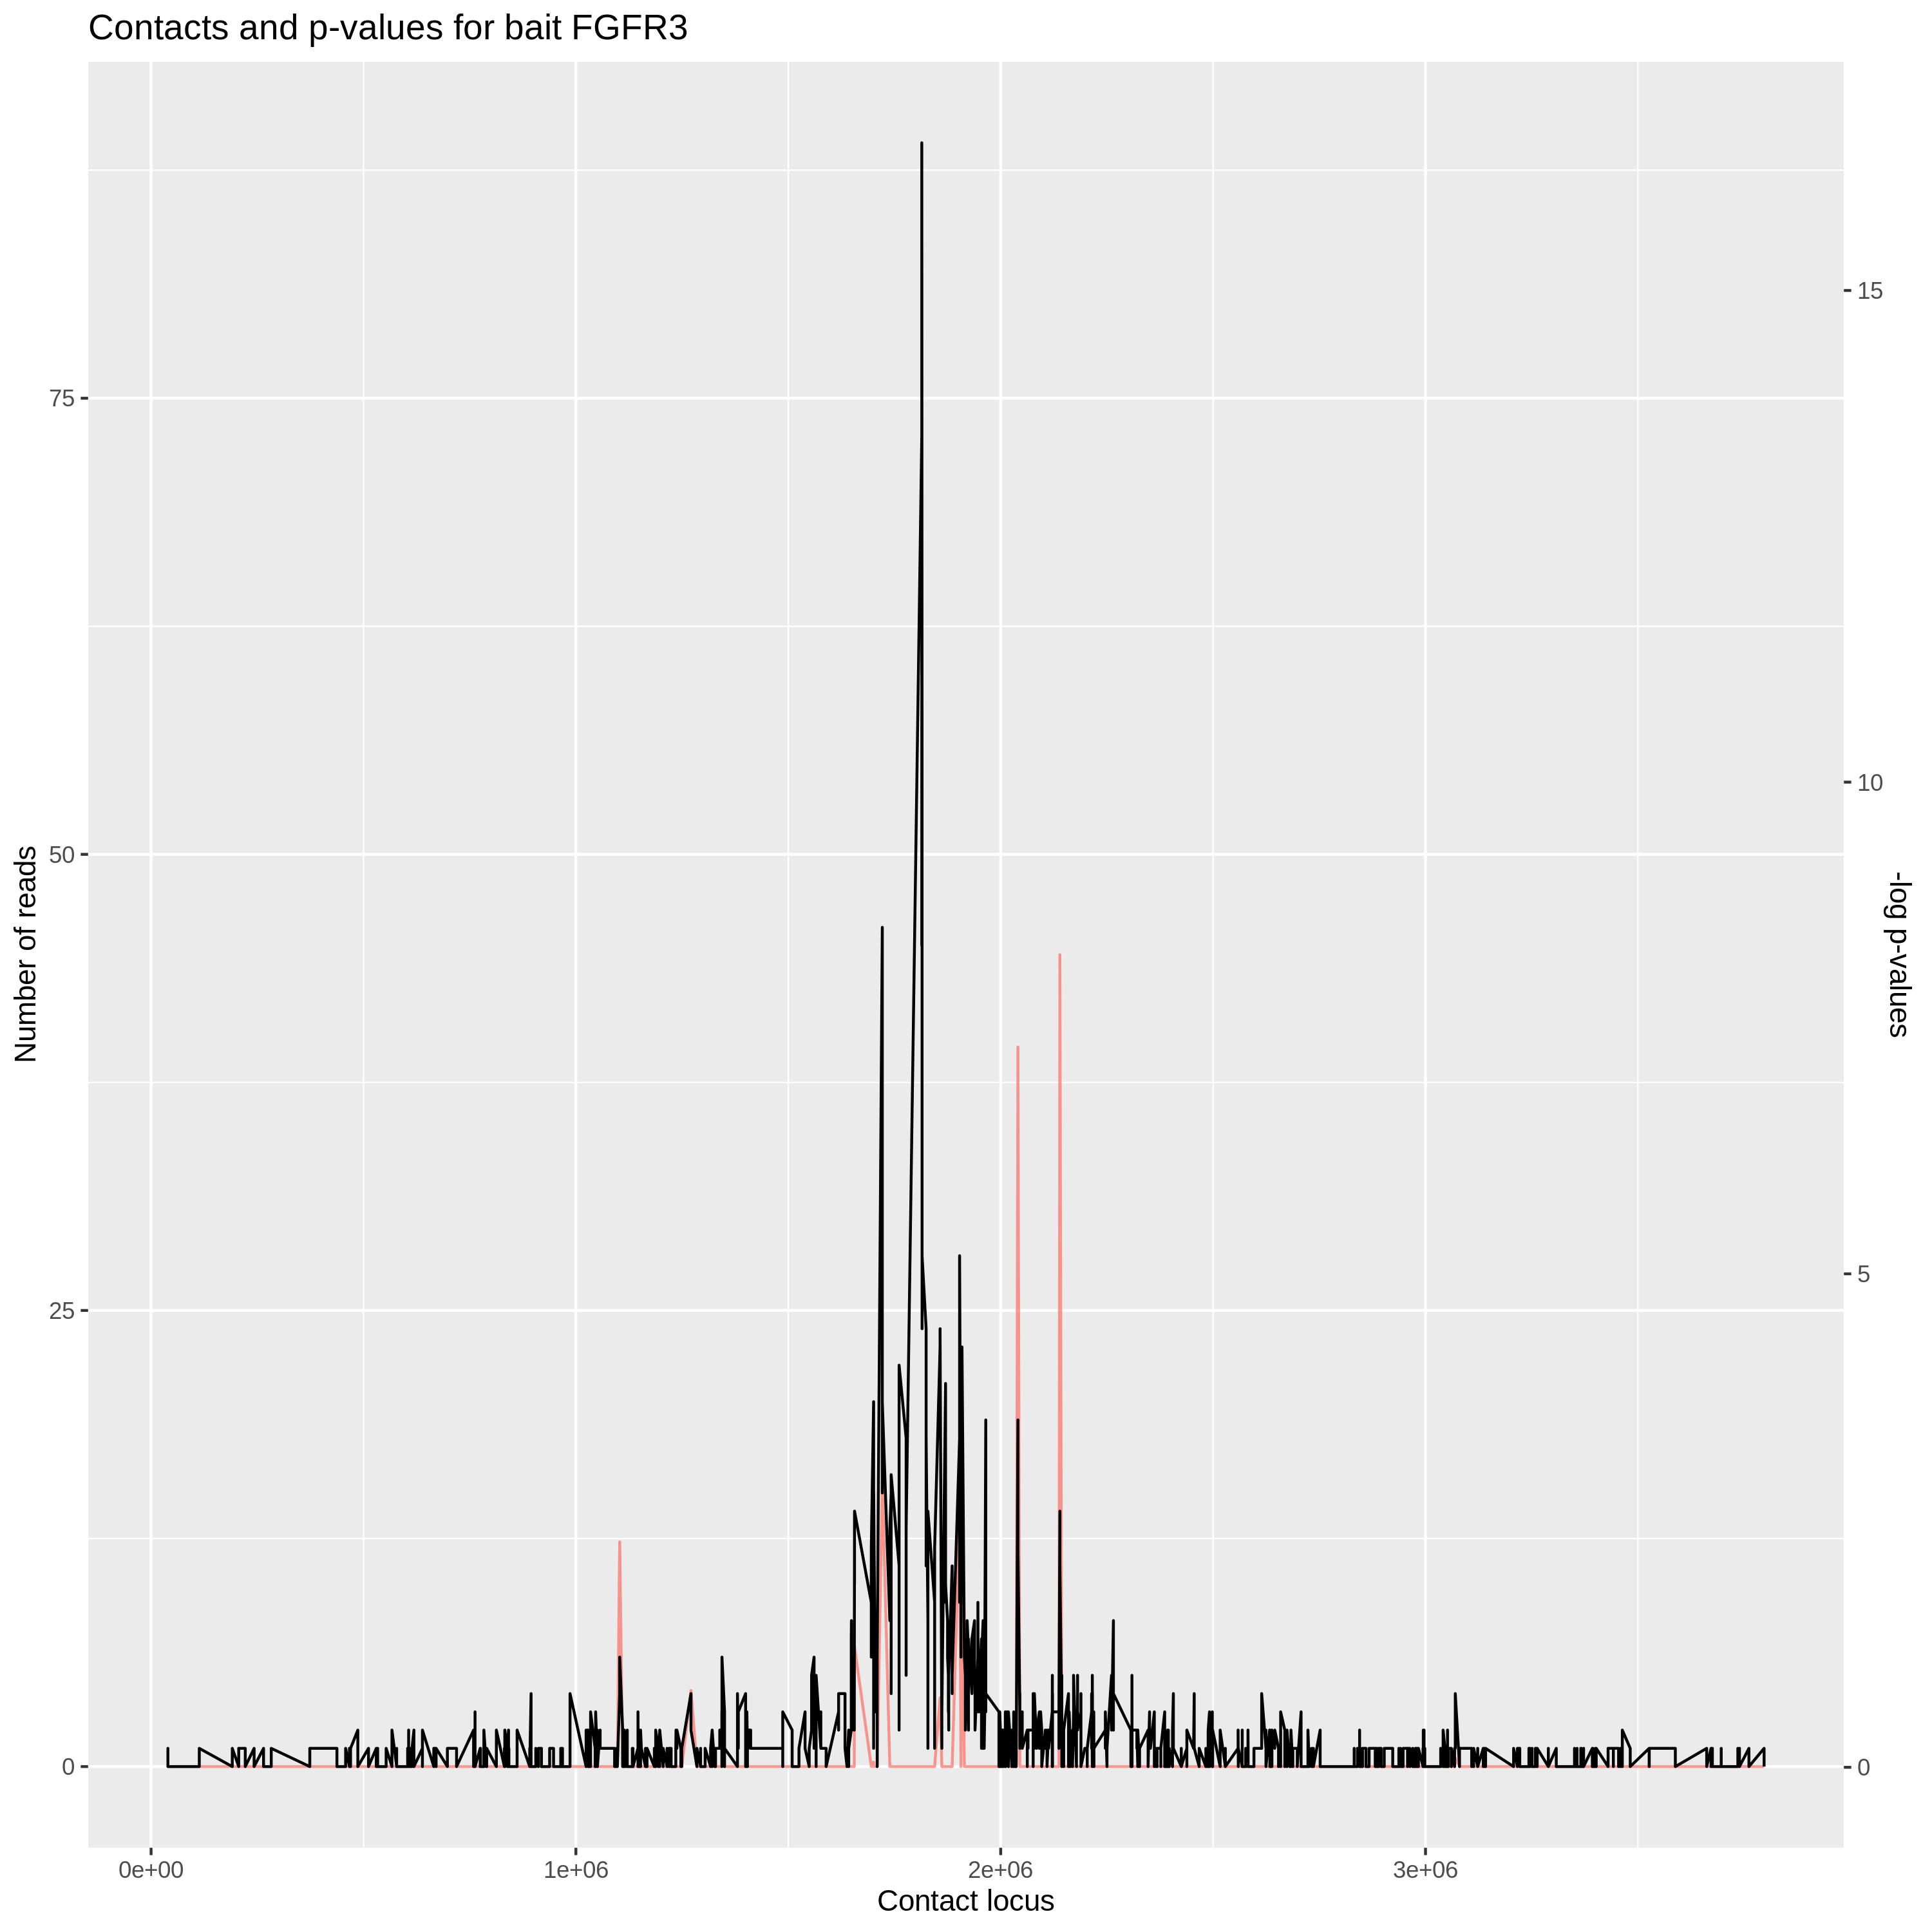 Contacts and p-values for bait FGFR3
Number of reads
75
50
25
0
15
10
5
0
-log p-values
0e+00
1e+06
2e+06
3e+06
Contact locus